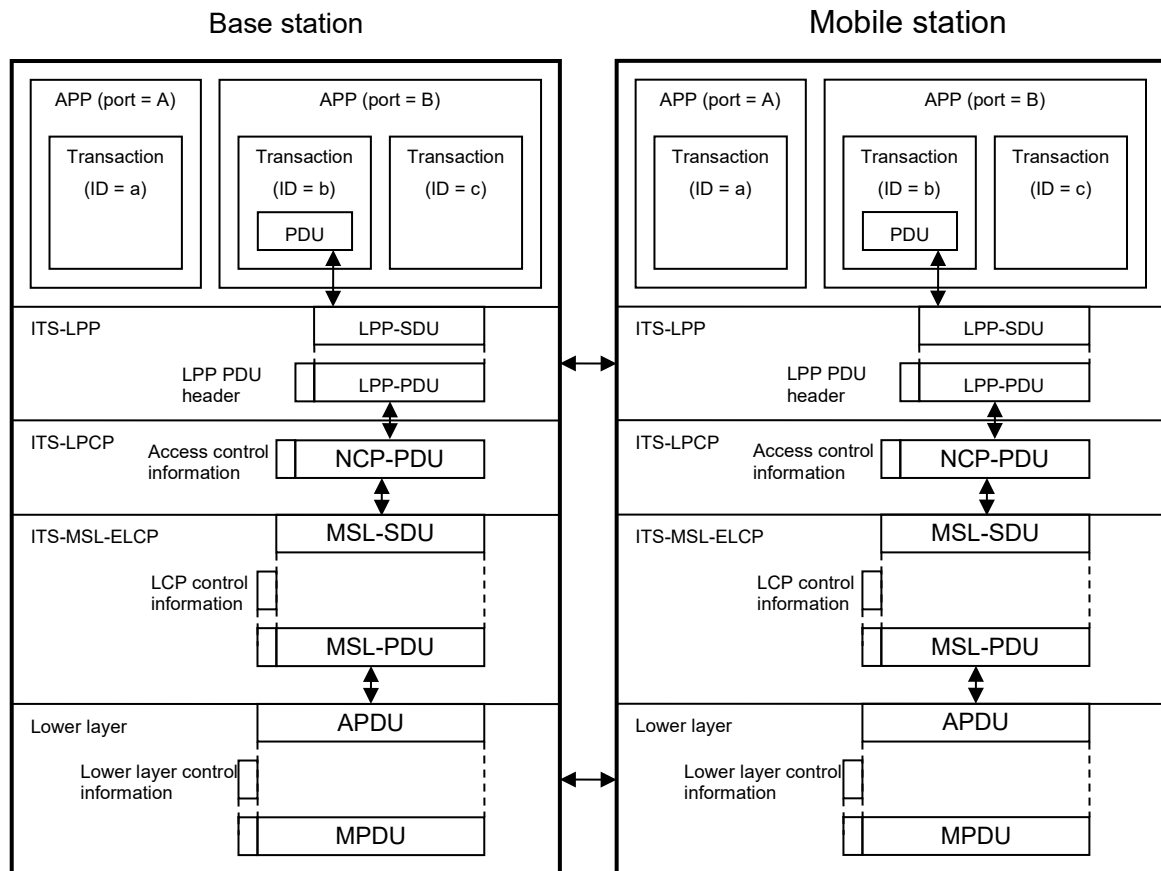 Base station
Mobile station
APP (port = A)
APP (port = B)
Transaction
(ID = a)
Transaction
(ID = b)
Transaction
(ID = c)
PDU
ITS-LPP
LPP-SDU
LPP PDU
header
LPP-PDU
ITS-LPCP
Access control
information
NCP-PDU
ITS-MSL-ELCP
MSL-SDU
LCP control
information
MSL-PDU
Lower layer
APDU
Lower layer control
information
MPDU
APP (port = A)
APP (port = B)
Transaction
(ID = a)
Transaction
(ID = b)
Transaction
(ID = c)
PDU
ITS-LPP
LPP-SDU
LPP PDU
header
LPP-PDU
ITS-LPCP
Access control
information
NCP-PDU
ITS-MSL-ELCP
MSL-SDU
LCP control
information
MSL-PDU
Lower layer
APDU
Lower layer control
information
MPDU